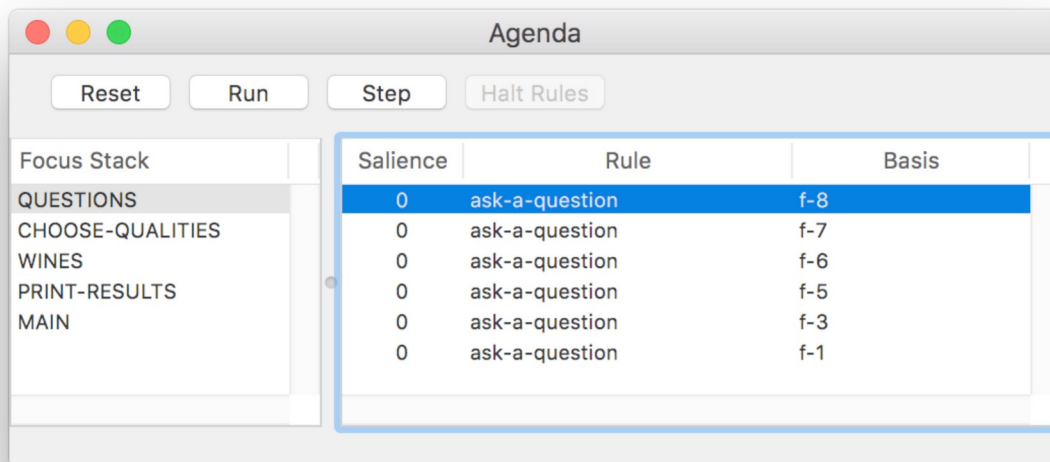 Agenda
Reset Run Step Halt Rules
Focus Stack
QUESTIONS
CHOOSE-QUALITIES
WINES
PRINT-RESULTS
MAIN
Salience Rule Basis
0 ask-a-question f-8
0 ask-a-question f-7
0 ask-a-question f-6
0 ask-a-question f-5
0 ask-a-question f-3
0 ask-a-question f-1